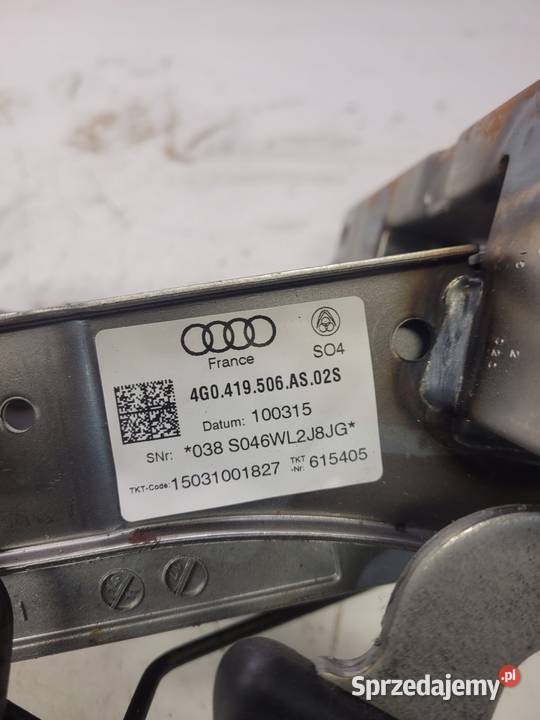 France
SO4
4G0.419.506.AS.02S
Datum: 100315
SNr: *038 S046WL2J8JG*
TKT-Code: 15031001827 TKT -Nr: 615405
Sprzedajemy.pl